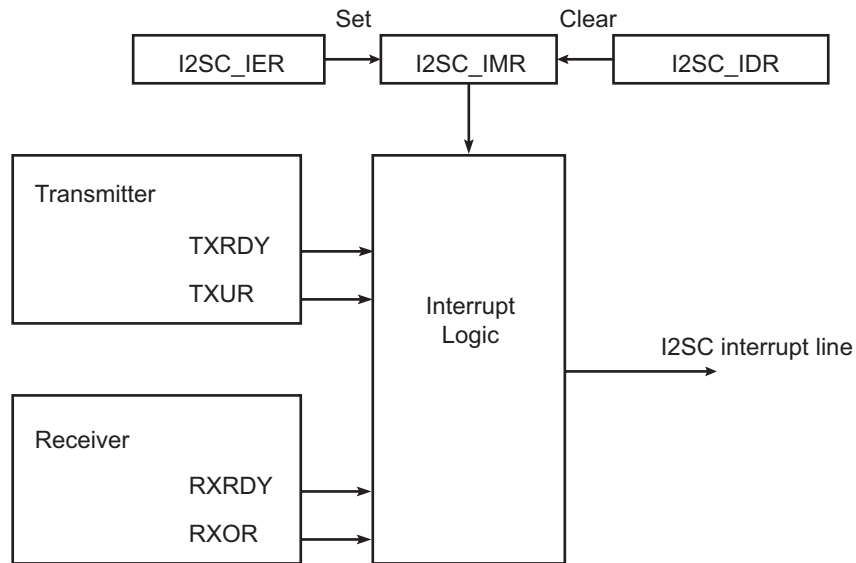 Set
Clear
I2SC_IER
I2SC_IMR
I2SC_IDR
Transmitter
TXRDY
TXUR
Interrupt
Logic
I2SC interrupt line
Receiver
RXRDY
RXOR